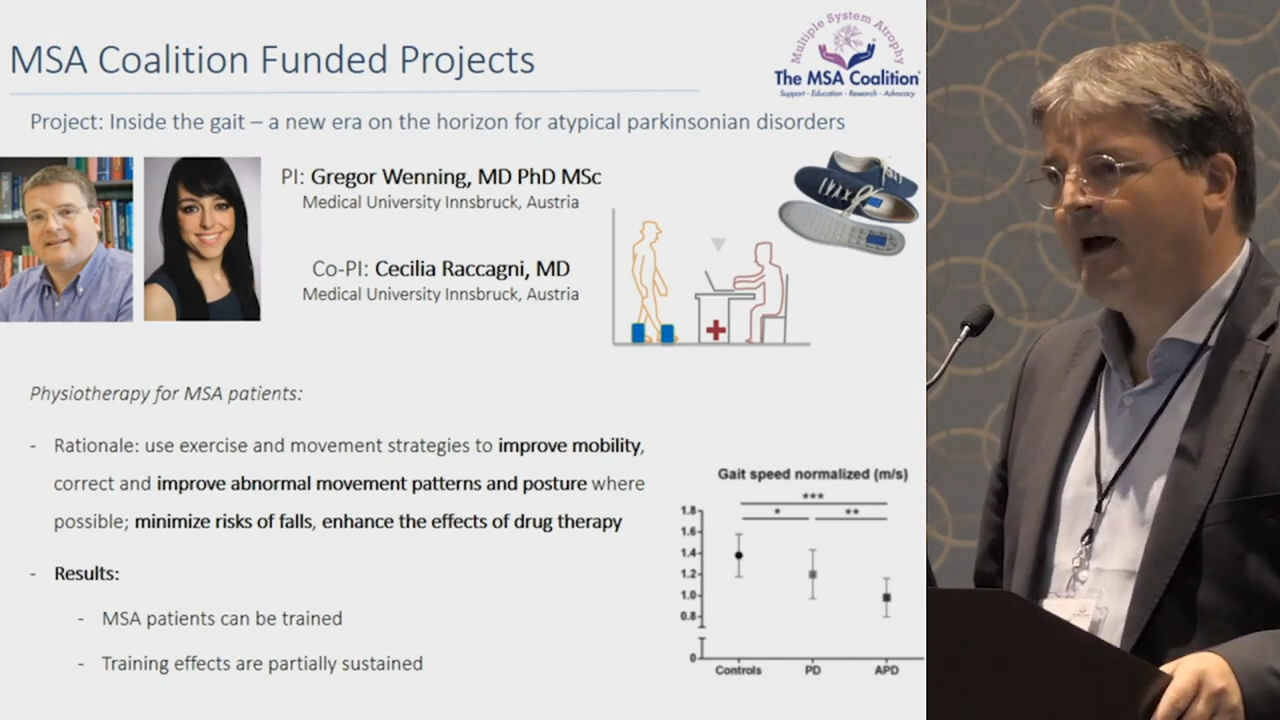 MSA Coalition Funded Projects
Multiple System Atrophy
The MSA Coalition
Support - Education - Research - Advocacy
Project: Inside the gait – a new era on the horizon for atypical parkinsonian disorders
PI: Gregor Wenning, MD PhD MSc
Medical University Innsbruck, Austria
Co-PI: Cecilia Raccagni, MD
Medical University Innsbruck, Austria
Physiotherapy for MSA patients:
- Rationale: use exercise and movement strategies to improve mobility,
correct and improve abnormal movement patterns and posture where
possible; minimize risks of falls, enhance the effects of drug therapy
- Results:
- MSA patients can be trained
- Training effects are partially sustained
Gait speed normalized (m/s)
***
* **
1.8
1.6
1.4
1.2
1.0
0.8
0
Controls PD APD